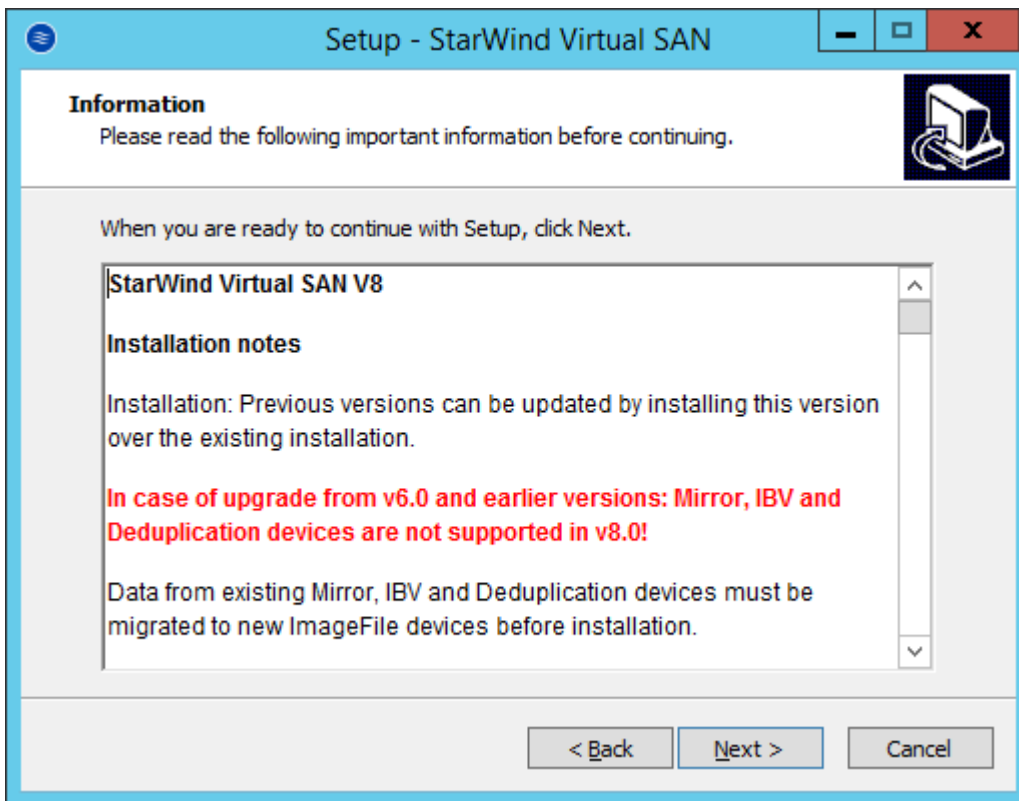 Setup - StarWind Virtual SAN
Information
Please read the following important information before continuing.
When you are ready to continue with Setup, click Next.
StarWind Virtual SAN V8
Installation notes
Installation: Previous versions can be updated by installing this version
over the existing installation.
In case of upgrade from v6.0 and earlier versions: Mirror, IBV and
Deduplication devices are not supported in v8.0!
Data from existing Mirror, IBV and Deduplication devices must be
migrated to new ImageFile devices before installation.
< Back Next > Cancel